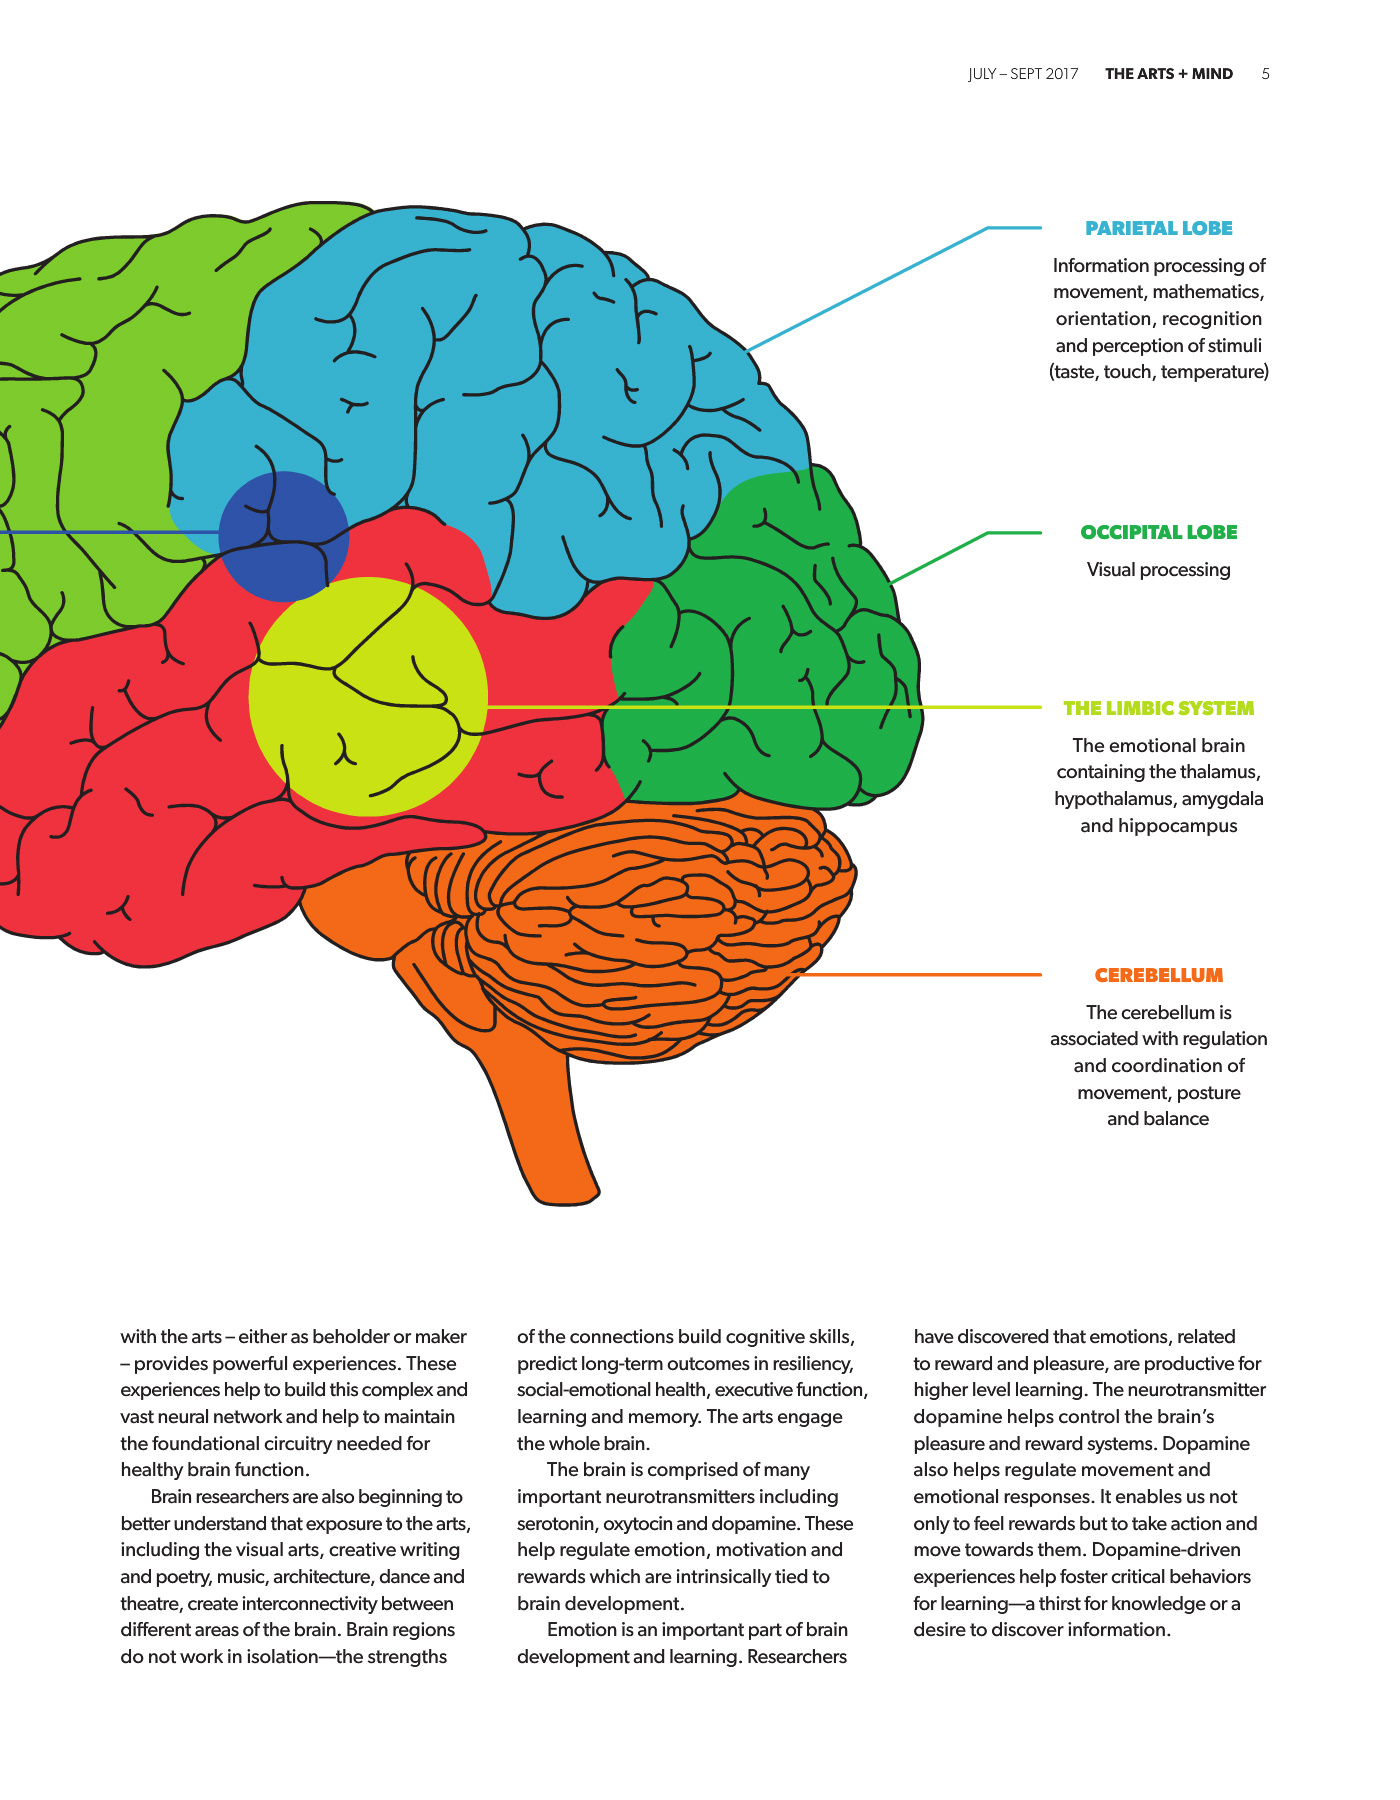 JULY – SEPT 2017 THE ARTS + MIND 5
PARIETAL LOBE
Information processing of
movement, mathematics,
orientation, recognition
and perception of stimuli
(taste, touch, temperature)
OCCIPITAL LOBE
Visual processing
THE LIMBIC SYSTEM
The emotional brain
containing the thalamus,
hypothalamus, amygdala
and hippocampus
CEREBELLUM
The cerebellum is
associated with regulation
and coordination of
movement, posture
and balance
with the arts – either as beholder or maker
– provides powerful experiences. These
experiences help to build this complex and
vast neural network and help to maintain
the foundational circuitry needed for
healthy brain function.
Brain researchers are also beginning to
better understand that exposure to the arts,
including the visual arts, creative writing
and poetry, music, architecture, dance and
theatre, create interconnectivity between
different areas of the brain. Brain regions
do not work in isolation—the strengths
of the connections build cognitive skills,
predict long-term outcomes in resiliency,
social-emotional health, executive function,
learning and memory. The arts engage
the whole brain.
The brain is comprised of many
important neurotransmitters including
serotonin, oxytocin and dopamine. These
help regulate emotion, motivation and
rewards which are intrinsically tied to
brain development.
Emotion is an important part of brain
development and learning. Researchers
have discovered that emotions, related
to reward and pleasure, are productive for
higher level learning. The neurotransmitter
dopamine helps control the brain's
pleasure and reward systems. Dopamine
also helps regulate movement and
emotional responses. It enables us not
only to feel rewards but to take action and
move towards them. Dopamine-driven
experiences help foster critical behaviors
for learning—a thirst for knowledge or a
desire to discover information.